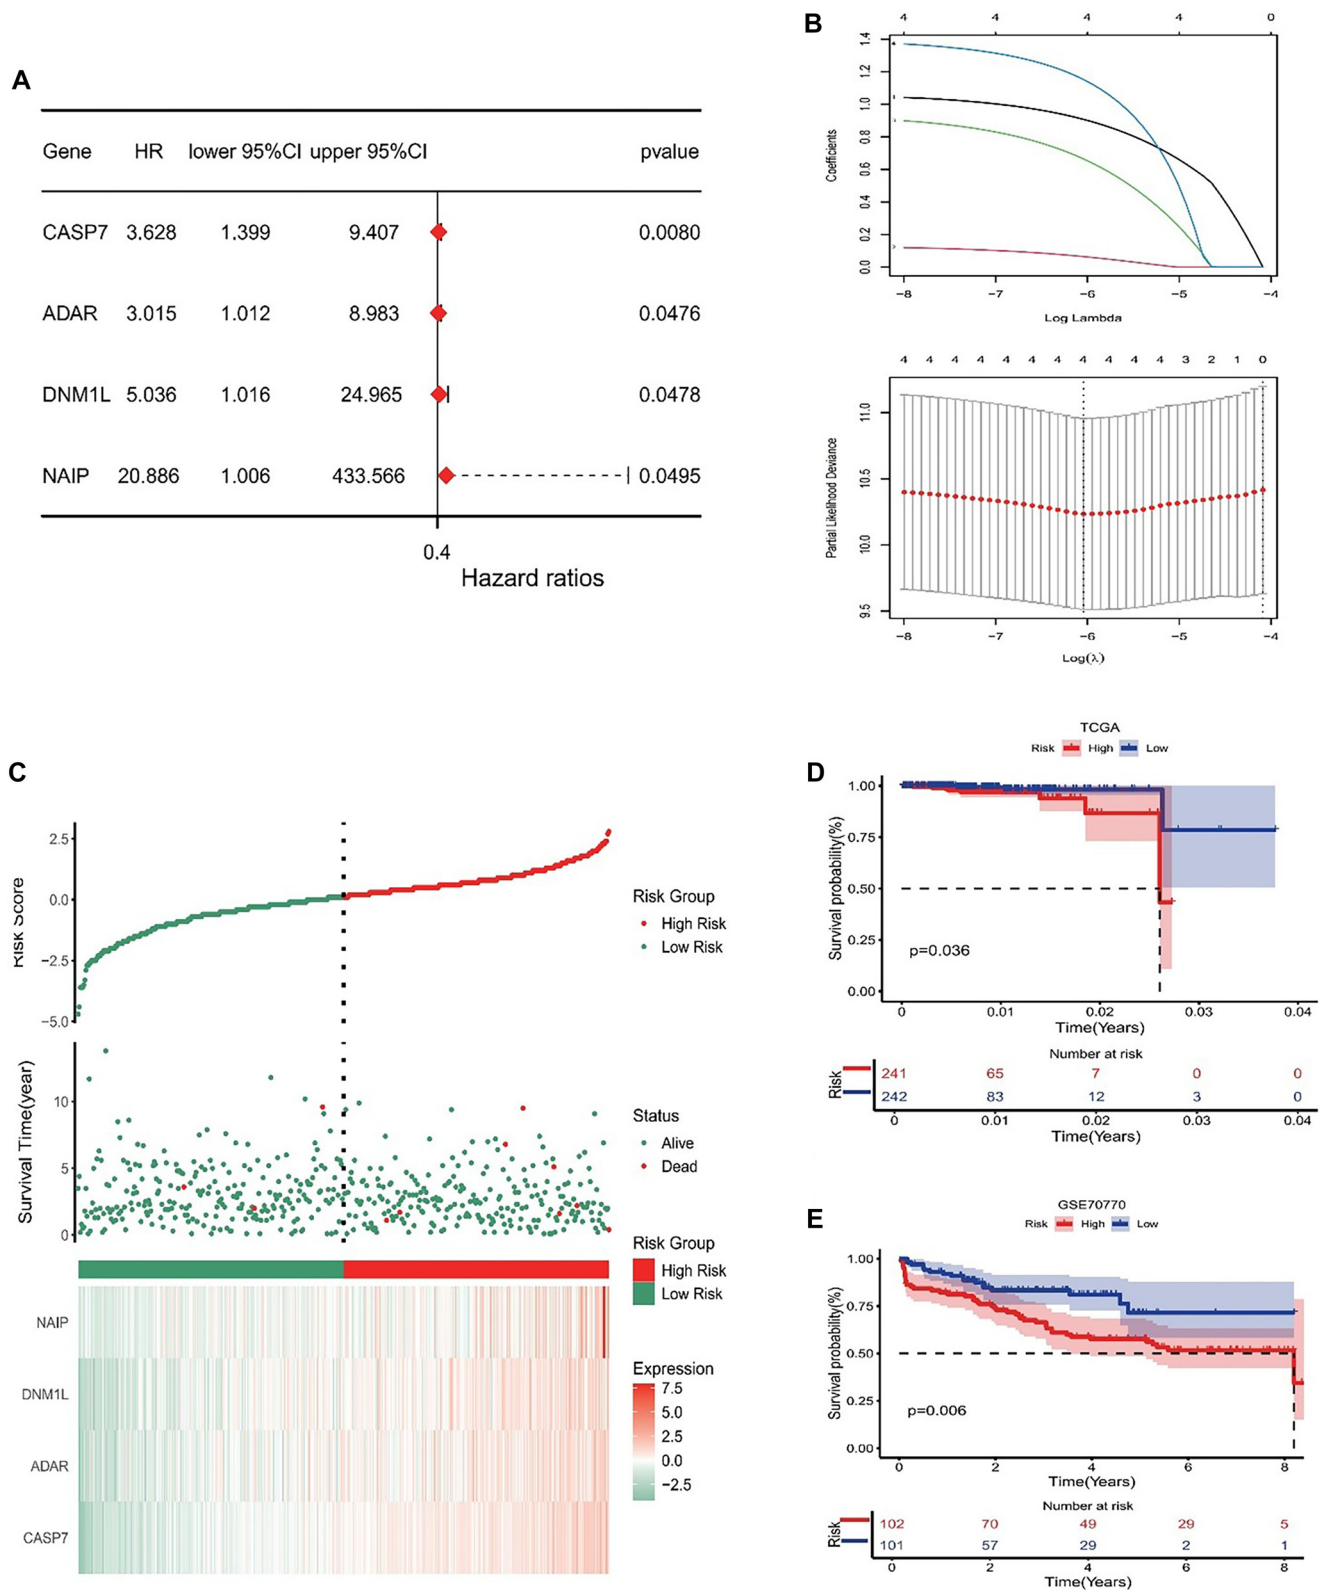 A
Gene HR lower 95%CI upper 95%CI pvalue
CASP7 3.628 1.399 9.407 0.0080
ADAR 3.015 1.012 8.983 0.0476
DNM1L 5.036 1.016 24.965 0.0478
NAIP 20.886 1.006 433.566 0.0495
0.4
Hazard ratios
B
4 4 4 4 0
Coefficients
1.4
1.2
1.0
0.8
0.6
0.4
0.2
0.0
−8 −7 −6 −5 −4
Log Lambda
4 4 4 4 4 4 4 4 4 4 4 3 2 1 0
Partial Likelihood Deviance
11.0
10.5
10.0
9.5
−8 −7 −6 −5 −4
Log(λ)
C
Risk Score
2.5
0.0
−2.5
−5.0
Risk Group
High Risk
Low Risk
Survival Time(year)
10
5
0
Status
Alive
Dead
Risk Group
High Risk
Low Risk
NAIP
DNM1L
ADAR
CASP7
Expression
7.5
5.0
2.5
0.0
−2.5
D
TCGA
Risk High Low
Survival probability(%)
1.00
0.75
0.50
0.25
0.00
p=0.036
0 0.01 0.02 0.03 0.04
Time(Years)
Number at risk
Risk
241 65 7 0 0
242 83 12 3 0
0 0.01 0.02 0.03 0.04
Time(Years)
E
GSE70770
Risk High Low
Survival probability(%)
1.00
0.75
0.50
0.25
0.00
p=0.006
0 2 4 6 8
Time(Years)
Number at risk
Risk
102 70 49 29 5
101 57 29 2 1
0 2 4 6 8
Time(Years)